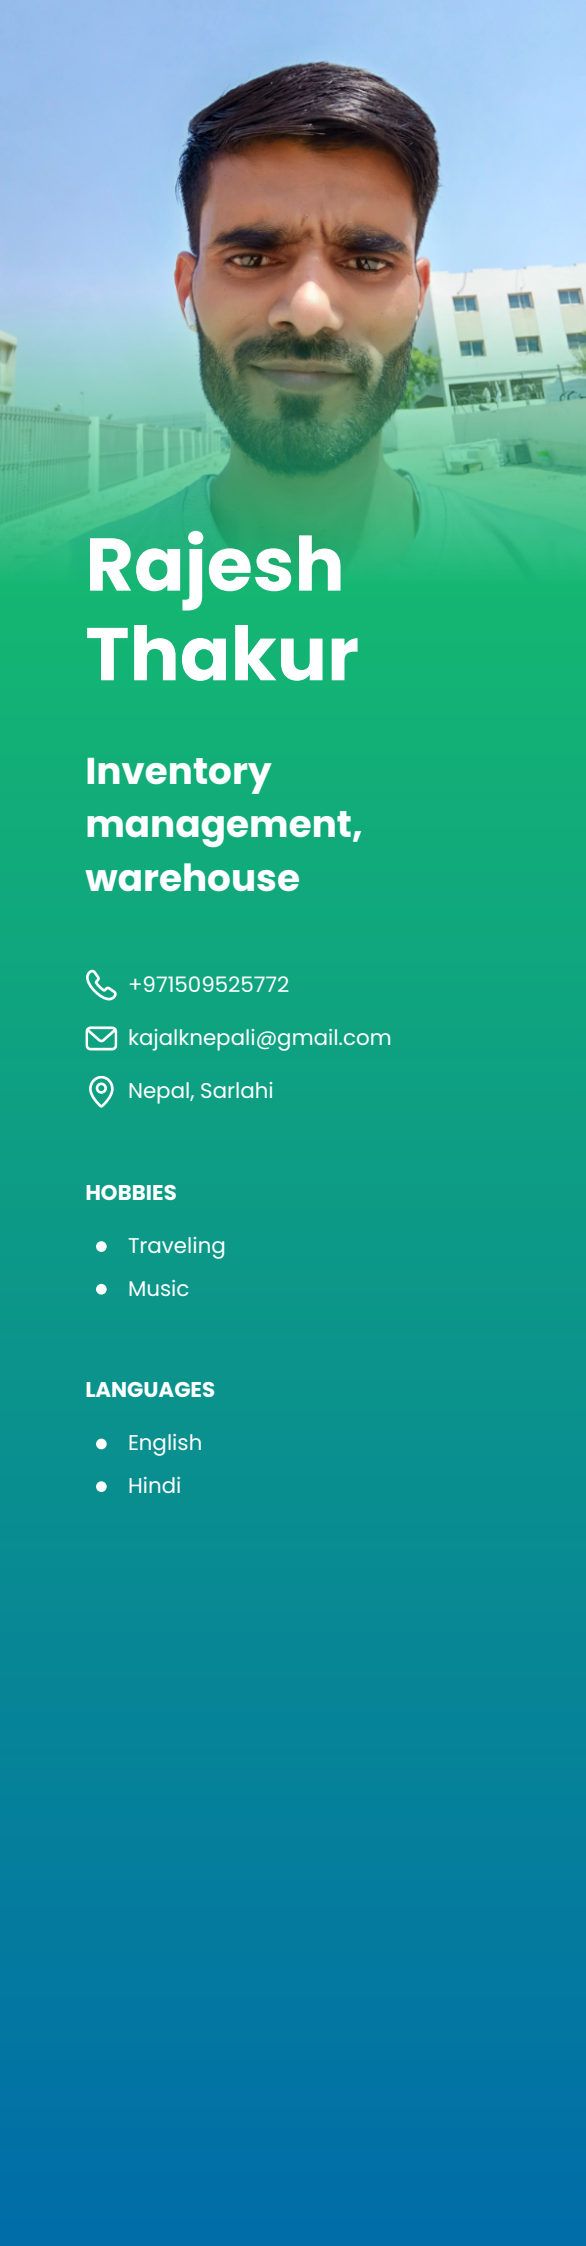 Rajesh
Thakur
Inventory
management,
warehouse
+971509525772
kajalknepali@gmail.com
Nepal, Sarlahi
HOBBIES
Traveling
Music
LANGUAGES
English
Hindi